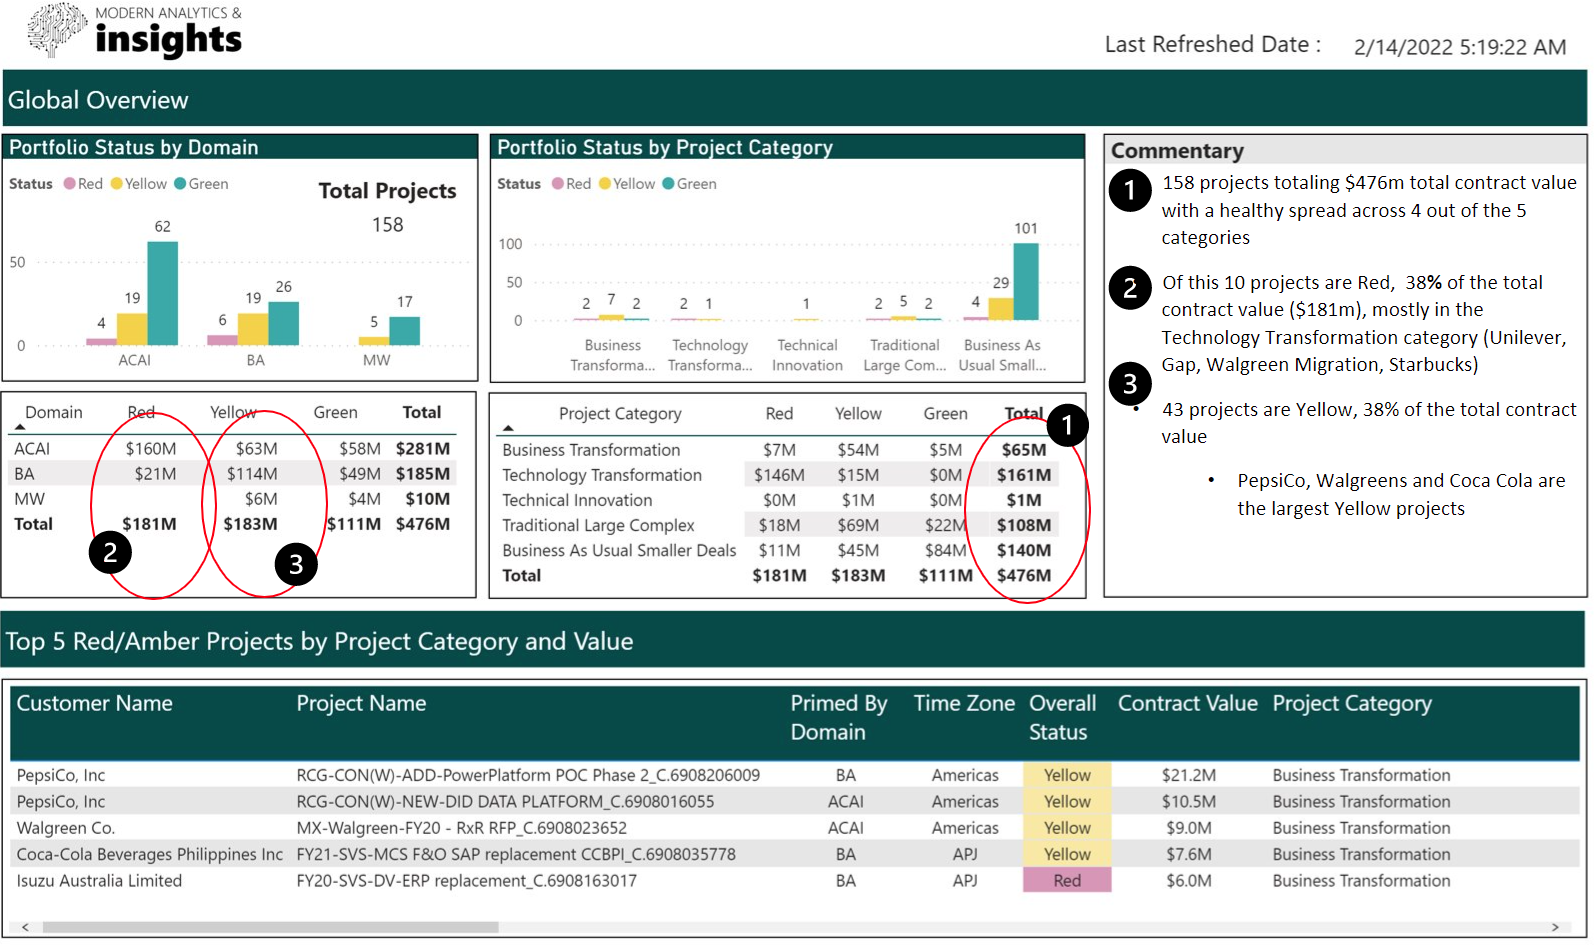 MODERN ANALYTICS &
insights
Last Refreshed Date : 2/14/2022 5:19:22 AM
Global Overview
Portfolio Status by Domain
Status Red Yellow Green
Total Projects
158
62
50
19
26
19
17
4
6
5
0
ACAI BA MW
Domain Red Yellow Green Total
ACAI $160M $63M $58M $281M
BA $21M $114M $49M $185M
MW $6M $4M $10M
Total $181M $183M $111M $476M
2
3
Portfolio Status by Project Category
Status Red Yellow Green
101
100
50
29
2 7 2 2 1 1 2 5 2 4
0
Business Technology Technical Traditional Business As
Transforma... Transforma... Innovation Large Com... Usual Small...
Project Category Red Yellow Green Total
1
Business Transformation $7M $54M $5M $65M
Technology Transformation $146M $15M $0M $161M
Technical Innovation $0M $1M $0M $1M
Traditional Large Complex $18M $69M $22M $108M
Business As Usual Smaller Deals $11M $45M $84M $140M
Total $181M $183M $111M $476M
Commentary
1 158 projects totaling $476m total contract value
with a healthy spread across 4 out of the 5
categories
2 Of this 10 projects are Red, 38% of the total
contract value ($181m), mostly in the
Technology Transformation category (Unilever,
Gap, Walgreen Migration, Starbucks)
3
• 43 projects are Yellow, 38% of the total contract
value
• PepsiCo, Walgreens and Coca Cola are
the largest Yellow projects
Top 5 Red/Amber Projects by Project Category and Value
Customer Name Project Name Primed By Time Zone Overall Contract Value Project Category
Domain Status
PepsiCo, Inc RCG-CON(W)-ADD-PowerPlatform POC Phase 2_C.6908206009 BA Americas Yellow $21.2M Business Transformation
PepsiCo, Inc RCG-CON(W)-NEW-DID DATA PLATFORM_C.6908016055 ACAI Americas Yellow $10.5M Business Transformation
Walgreen Co. MX-Walgreen-FY20 - RxR RFP_C.6908023652 ACAI Americas Yellow $9.0M Business Transformation
Coca-Cola Beverages Philippines Inc FY21-SVS-MCS F&O SAP replacement CCBPI_C.6908035778 BA APJ Yellow $7.6M Business Transformation
Isuzu Australia Limited FY20-SVS-DV-ERP replacement_C.6908163017 BA APJ Red $6.0M Business Transformation